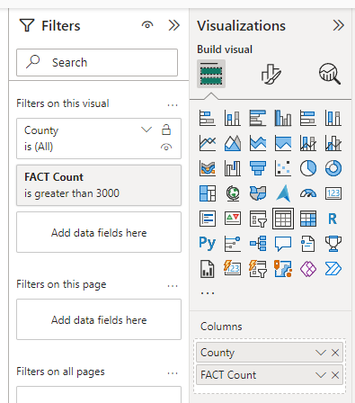 Filters
Search
Filters on this visual
...
County
is (All)
FACT Count
is greater than 3000
Add data fields here
Filters on this page
...
Add data fields here
Filters on all pages
...
Visualizations
Build visual
123
R
Py
123
...
Columns
County
FACT Count